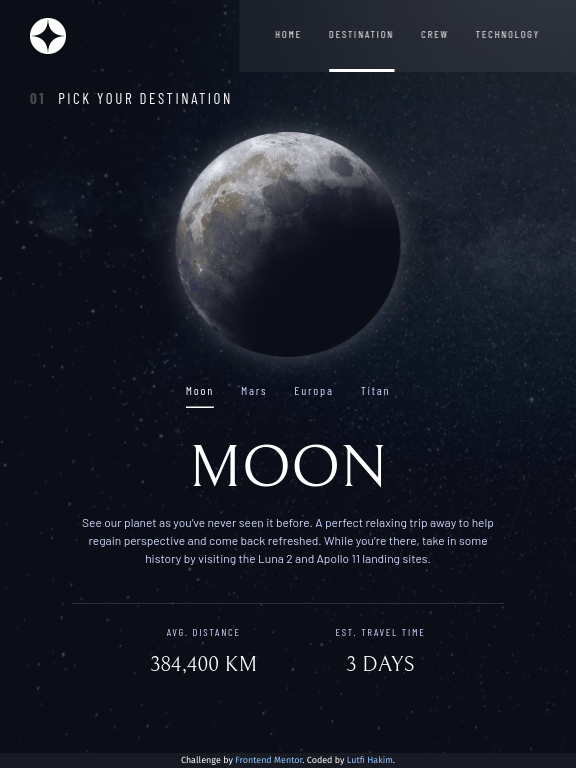 HOME DESTINATION CREW TECHNOLOGY
01 PICK YOUR DESTINATION
Moon Mars Europa Titan
MOON
See our planet as you’ve never seen it before. A perfect relaxing trip away to help
regain perspective and come back refreshed. While you’re there, take in some
history by visiting the Luna 2 and Apollo 11 landing sites.
AVG. DISTANCE EST. TRAVEL TIME
384,400 KM 3 DAYS
Challenge by Frontend Mentor. Coded by Lutfi Hakim.